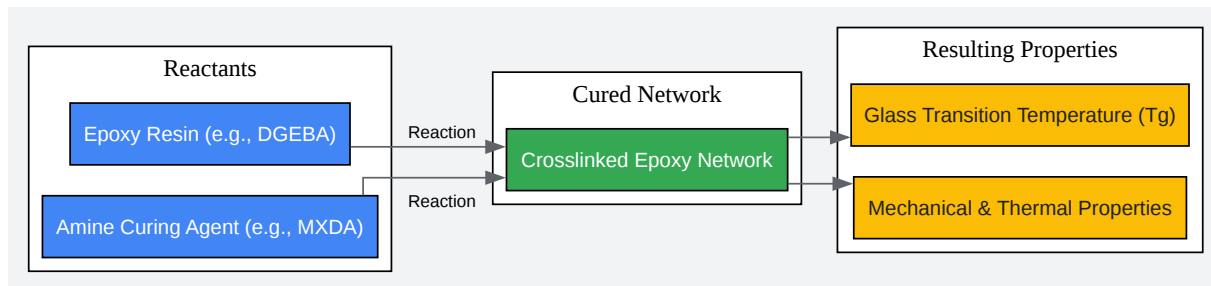 Reactants
Epoxy Resin (e.g., DGEBA)
Amine Curing Agent (e.g., MXDA)
Reaction
Reaction
Cured Network
Crosslinked Epoxy Network
Resulting Properties
Glass Transition Temperature (Tg)
Mechanical & Thermal Properties